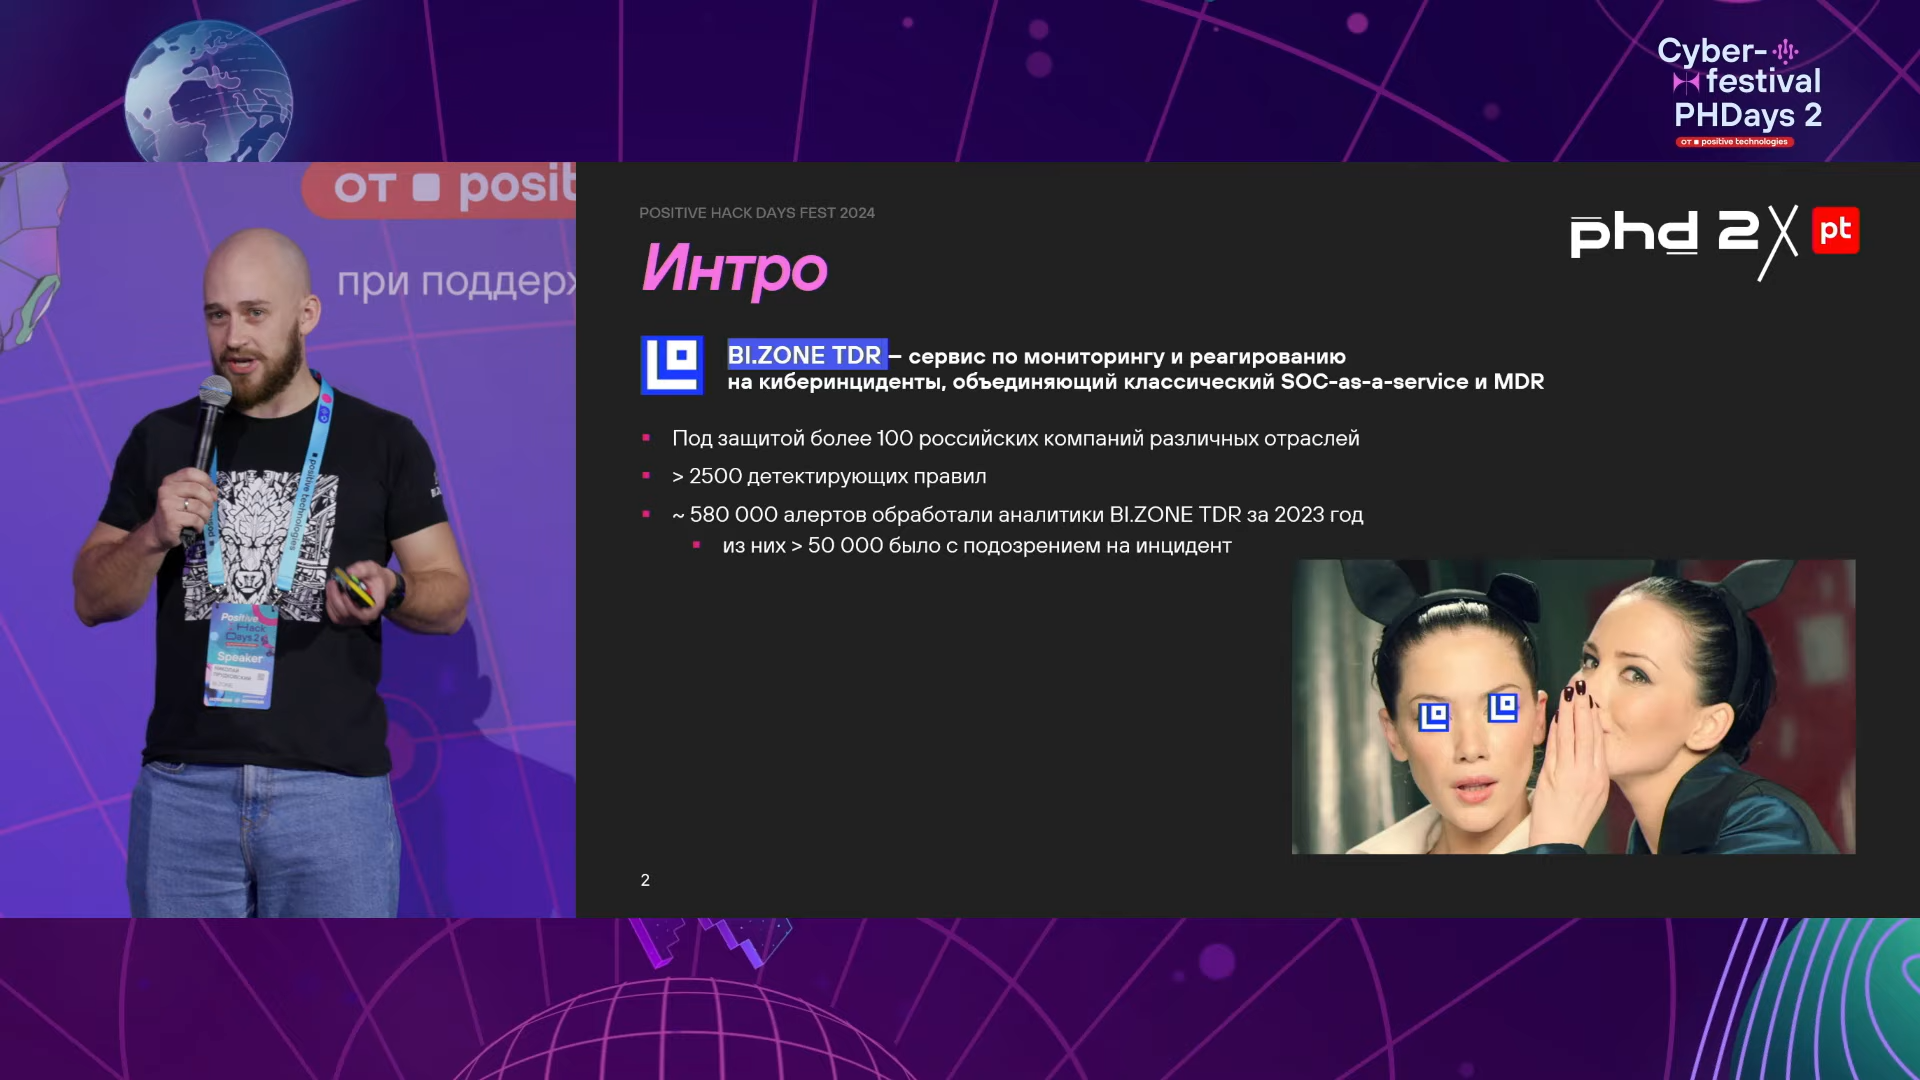 Cyber-
festival
PHDays 2
от positive technologies
от posit
при поддерж
POSITIVE HACK DAYS FEST 2024
Интро
phd 2
pt
BI.ZONE TDR – сервис по мониторингу и реагированию
на киберинциденты, объединяющий классический SOC-as-a-service и MDR
Под защитой более 100 российских компаний различных отраслей
> 2500 детектирующих правил
~ 580 000 алертов обработали аналитики BI.ZONE TDR за 2023 год
из них > 50 000 было с подозрением на инцидент
positive technologies
Positive
Hack
Days 2
Speaker
2